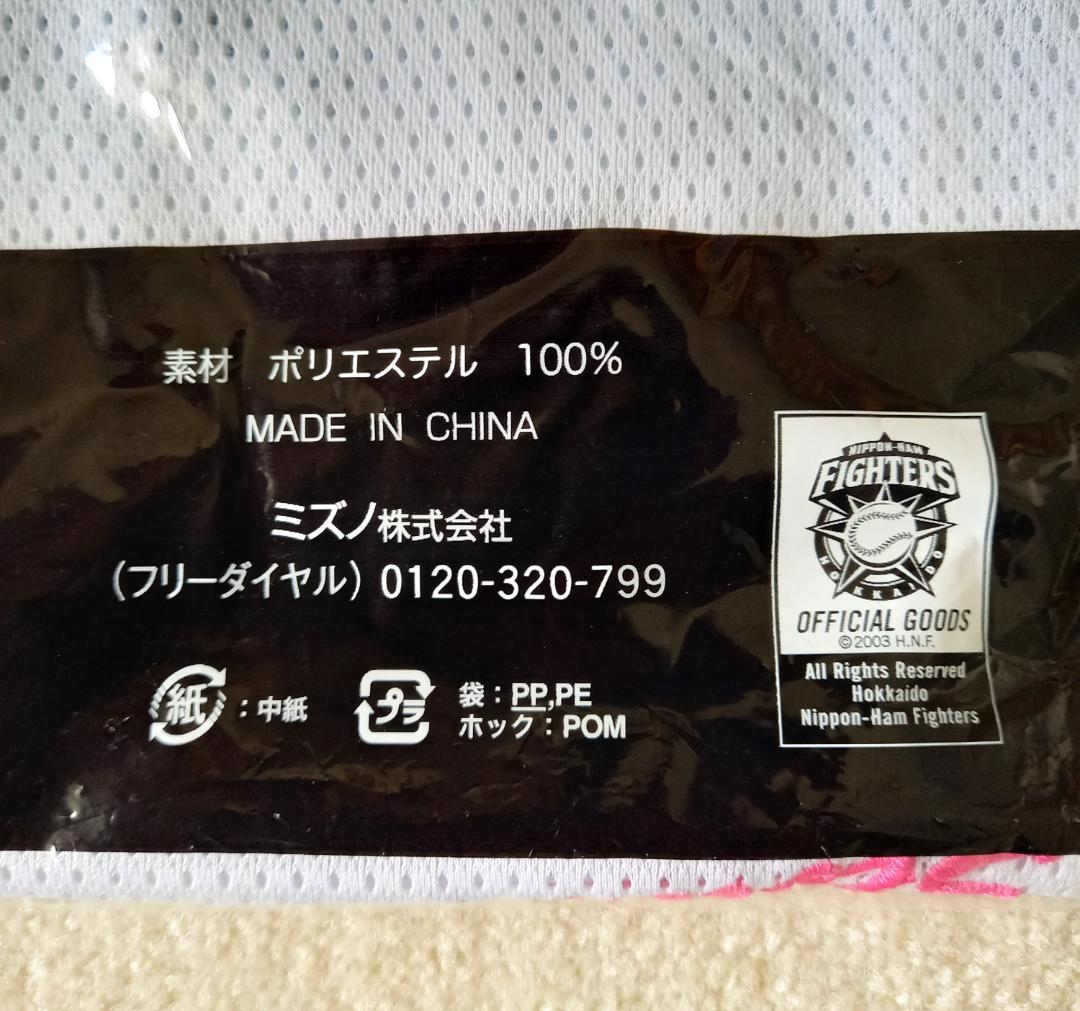 素材 ポリエステル 100%
MADE IN CHINA
ミズノ株式会社
(フリーダイヤル) 0120-320-799
紙 : 中紙
プラ 袋 : PP,PE
ホック : POM
NIPPON-HAM
FIGHTERS
HOKKAIDO
OFFICIAL GOODS
©2003 H.N.F.
All Rights Reserved
Hokkaido
Nippon-Ham Fighters